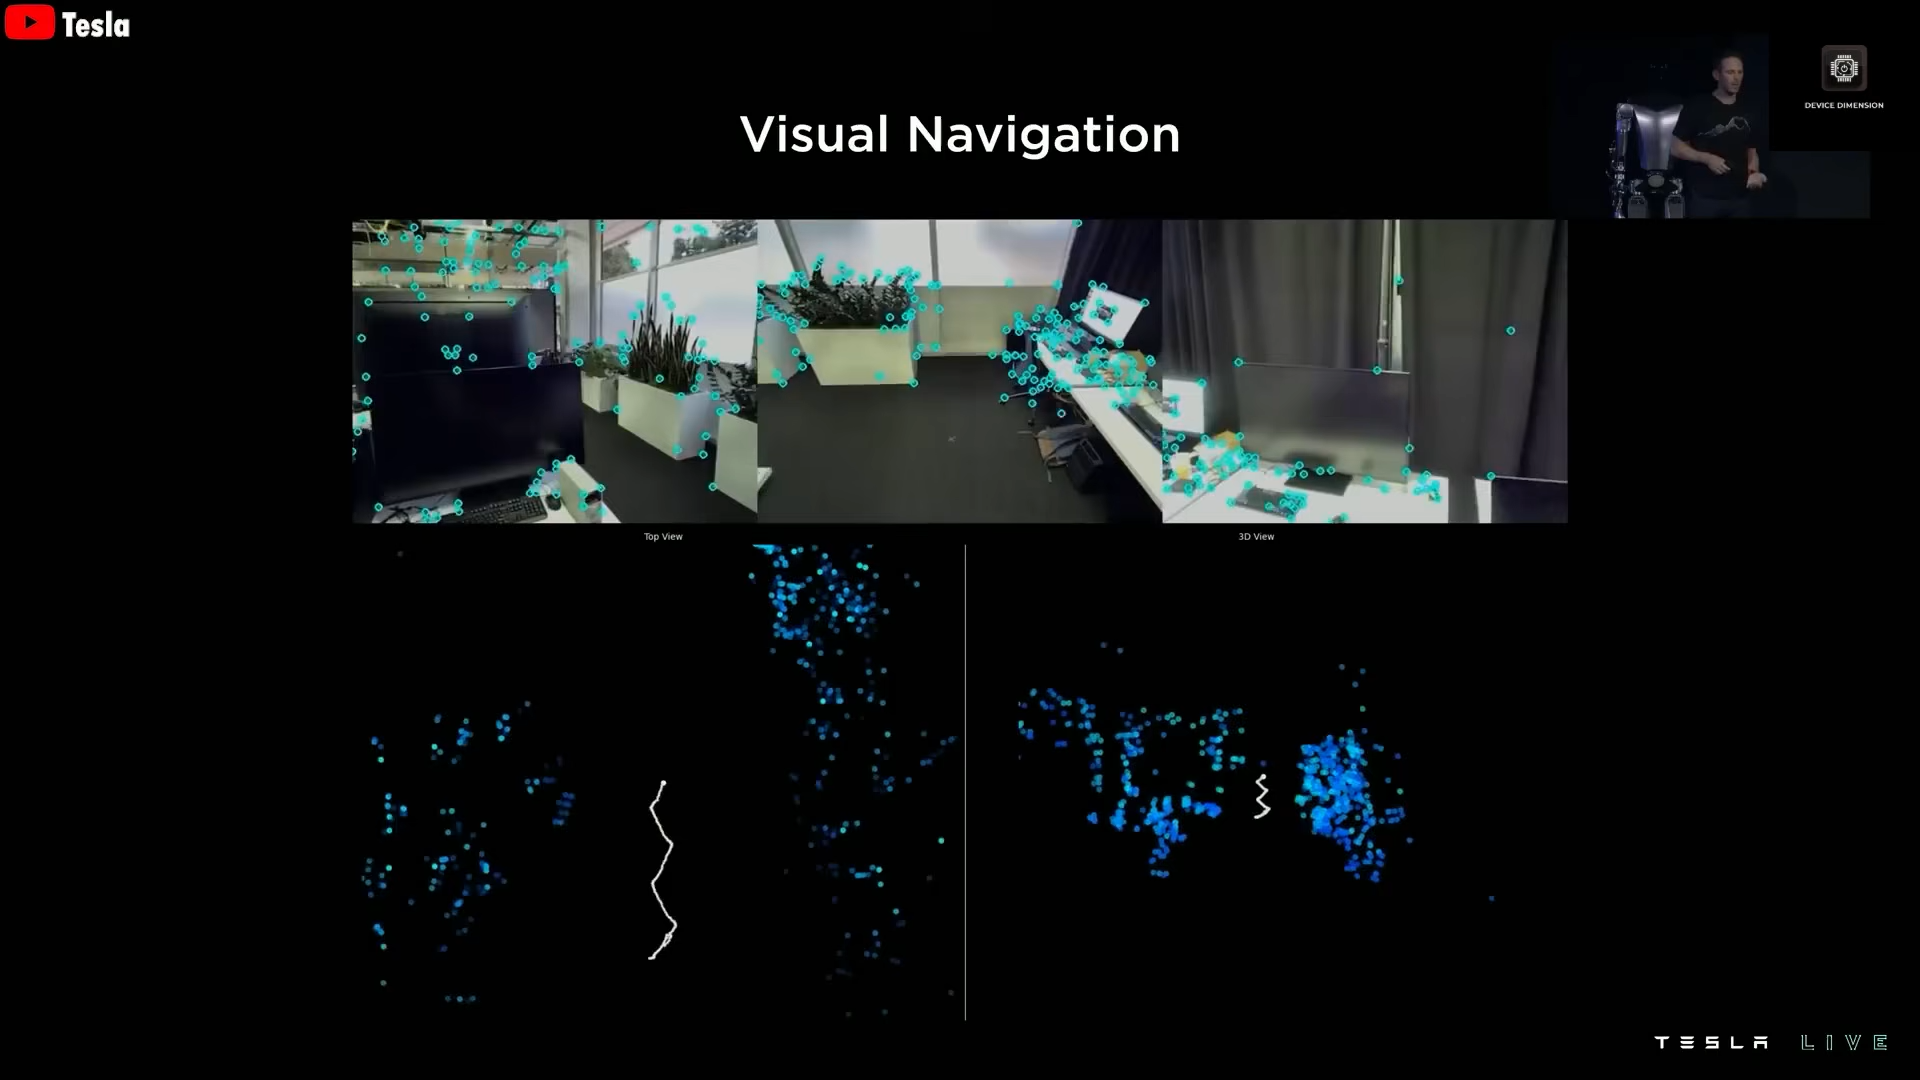 Tesla
DEVICE DIMENSION
Visual Navigation
Top View
3D View
TESLA LIVE